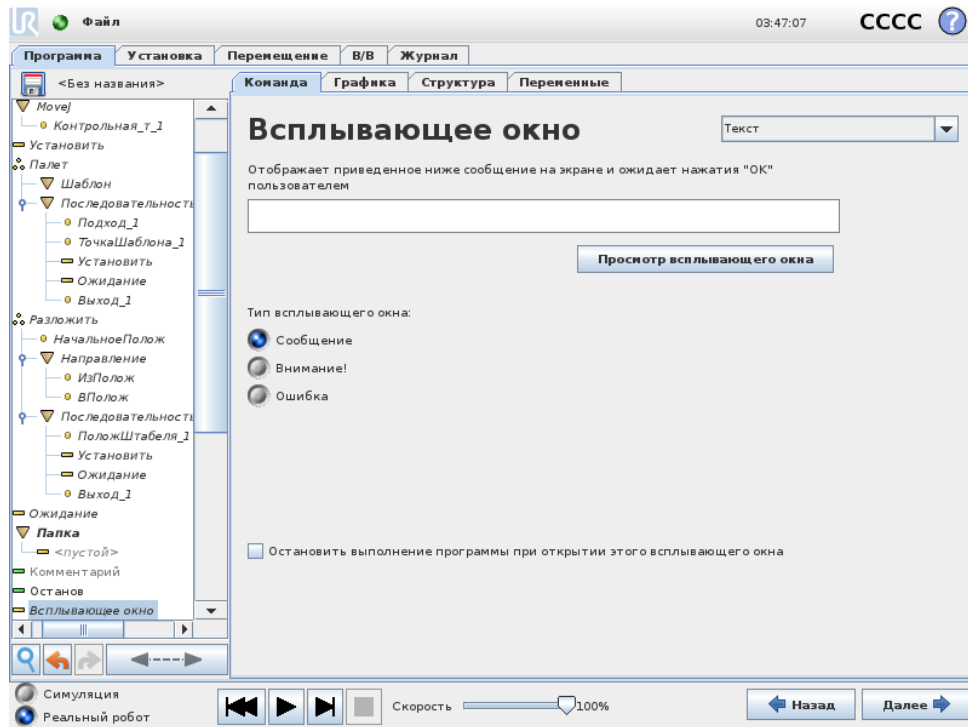 UR Файл 03:47:07 CCCC ?
Программа Установка Перемещение В/В Журнал
<Без названия>
Команда Графика Структура Переменные
MoveJ
Контрольная_т_1
Установить
Палет
Шаблон
Последовательность
Подход_1
ТочкаШаблона_1
Установить
Ожидание
Выход_1
Разложить
НачальноеПолож
Направление
ИзПолож
ВПолож
Последовательность
ПоложШтабеля_1
Установить
Ожидание
Выход_1
Ожидание
Папка
<пустой>
Комментарий
Останов
Всплывающее окно
Всплывающее окно
Текст
Отображает приведенное ниже сообщение на экране и ожидает нажатия "ОК"
пользователем
Просмотр всплывающего окна
Тип всплывающего окна:
Сообщение
Внимание!
Ошибка
Остановить выполнение программы при открытии этого всплывающего окна
Симуляция
Реальный робот
Скорость 100%
Назад Далее